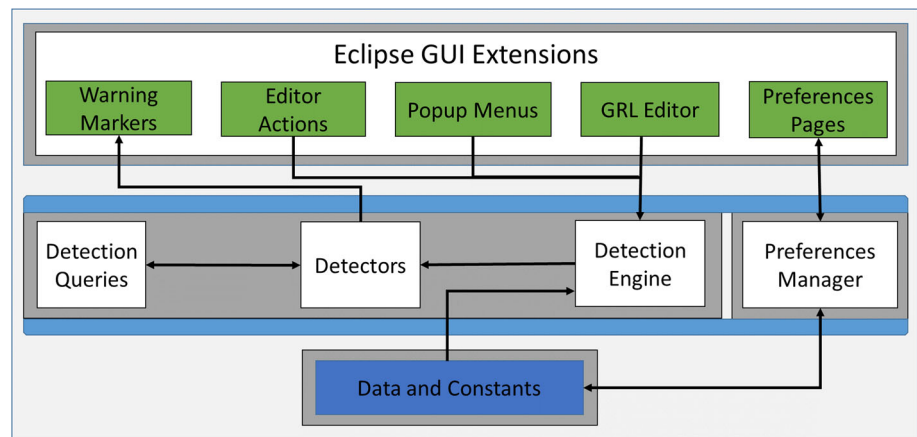 Eclipse GUI Extensions
Warning
Markers
Editor
Actions
Popup Menus
GRL Editor
Preferences
Pages
Detection
Queries
Detectors
Detection
Engine
Preferences
Manager
Data and Constants